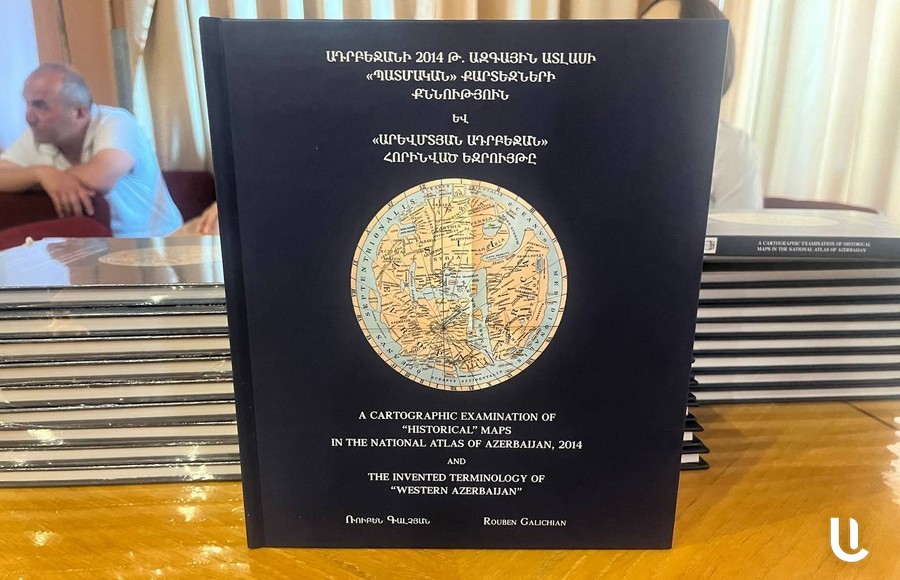 ԱԴՐԲԵՋԱՆԻ 2014 Թ. ԱԶԳԱՅԻՆ ԱՏԼԱՍԻ
«ՊԱՏՄԱԿԱՆ» ՔԱՐՏԵԶՆԵՐԻ
ՔՆՆՈՒԹՅՈՒՆ
ԵՎ
«ԱՐԵՎՄՏՅԱՆ ԱԴՐԲԵՋԱՆ»
ՀՈՐԻՆՎԱԾ ԵԶՐՈՒՅԹԸ
SEPTENTRIONALIS
MERIDIONALIS
A CARTOGRAPHIC EXAMINATION OF
“HISTORICAL” MAPS
IN THE NATIONAL ATLAS OF AZERBAIJAN, 2014
AND
THE INVENTED TERMINOLOGY OF
“WESTERN AZERBAIJAN”
Ռուբեն Գալչյան
Rouben Galichian
A CARTOGRAPHIC EXAMINATION OF HISTORICAL
MAPS IN THE NATIONAL ATLAS OF AZERBAIJAN